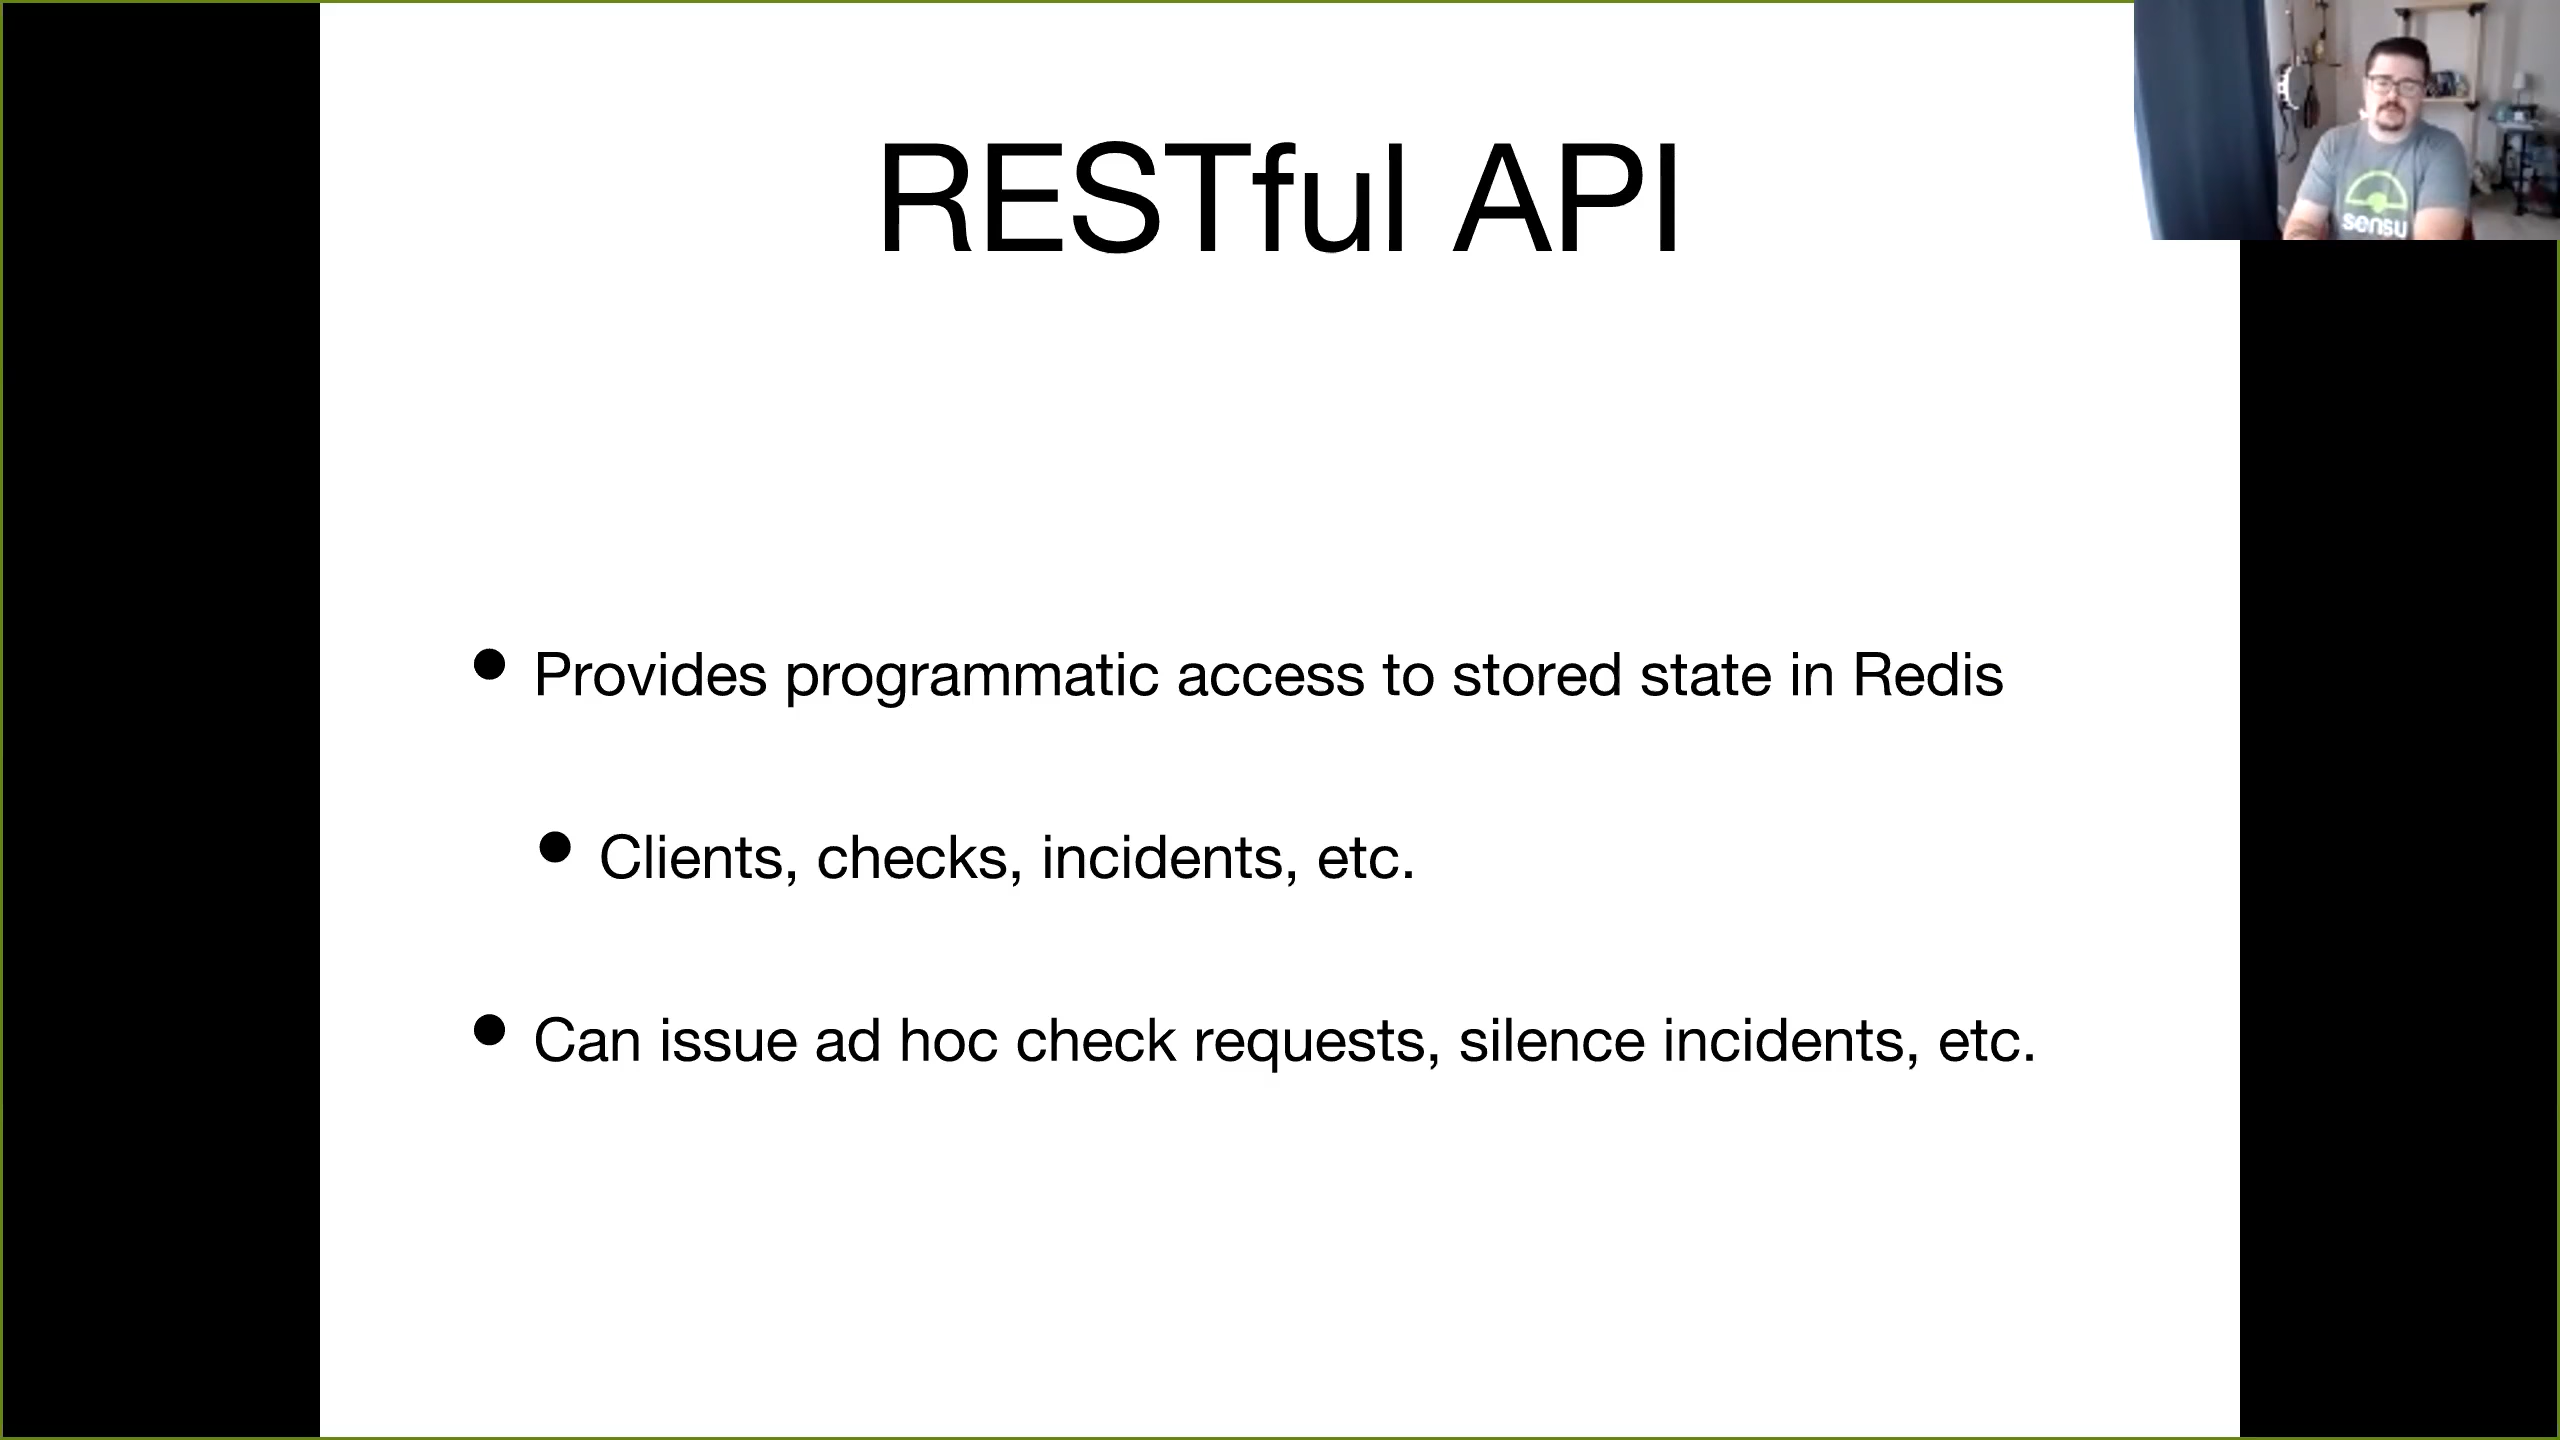 RESTful API
sensu
• Provides programmatic access to stored state in Redis
• Clients, checks, incidents, etc.
• Can issue ad hoc check requests, silence incidents, etc.